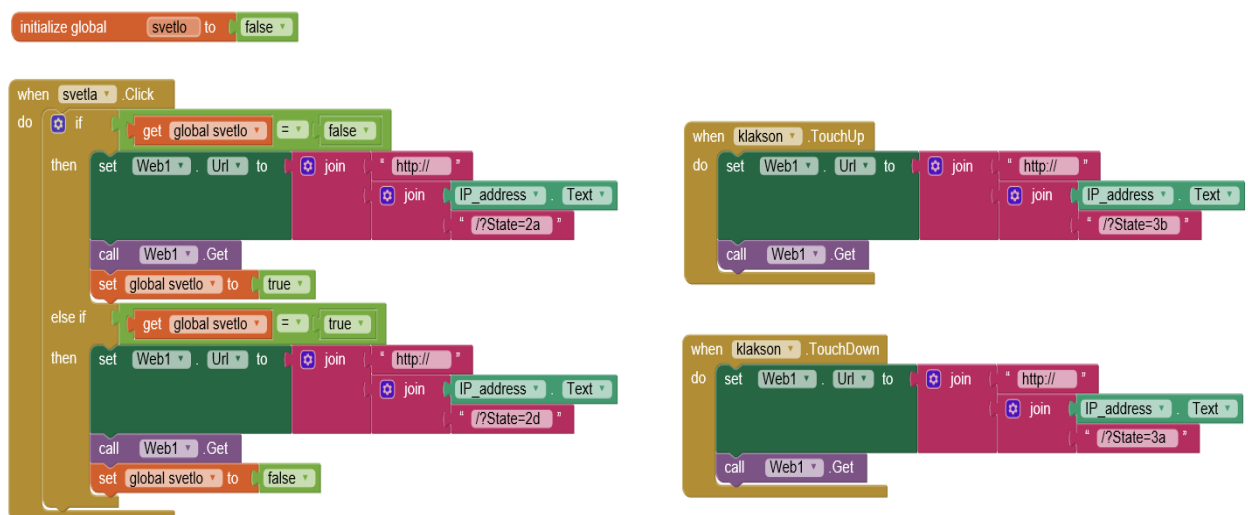 initialize global svetlo to false
when svetla .Click
do if get global svetlo = false
then set Web1 . Url to join " http:// "
join IP_address . Text
" /?State=2a "
call Web1 .Get
set global svetlo to true
else if get global svetlo = true
then set Web1 . Url to join " http:// "
join IP_address . Text
" /?State=2d "
call Web1 .Get
set global svetlo to false
when klakson .TouchUp
do set Web1 . Url to join " http:// "
join IP_address . Text
" /?State=3b "
call Web1 .Get
when klakson .TouchDown
do set Web1 . Url to join " http:// "
join IP_address . Text
" /?State=3a "
call Web1 .Get